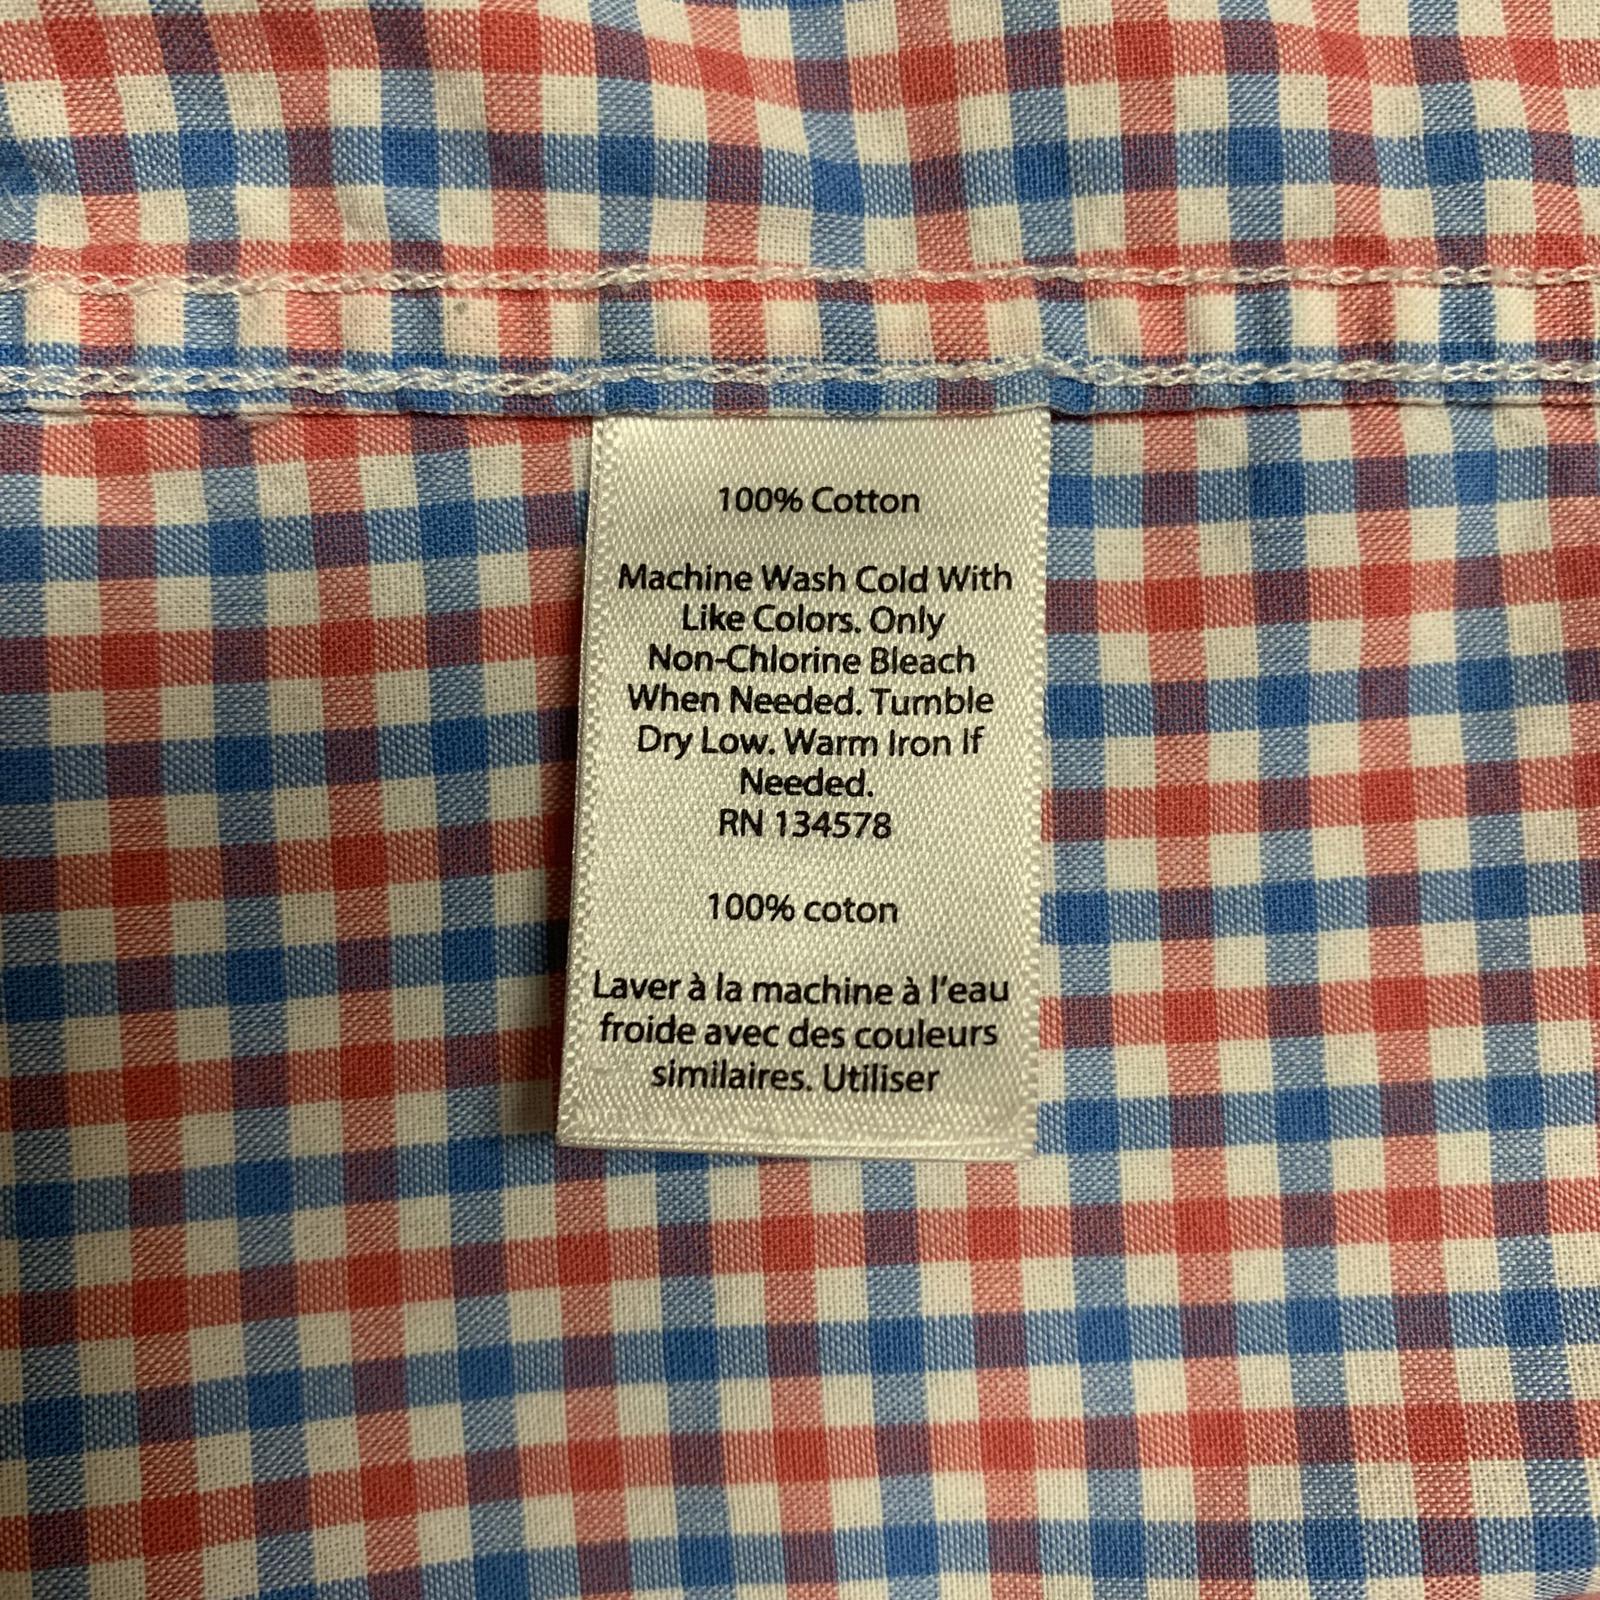 100% Cotton
Machine Wash Cold With
Like Colors. Only
Non-Chlorine Bleach
When Needed. Tumble
Dry Low. Warm Iron If
Needed.
RN 134578
100% coton
Laver à la machine à l'eau
froide avec des couleurs
similaires. Utiliser